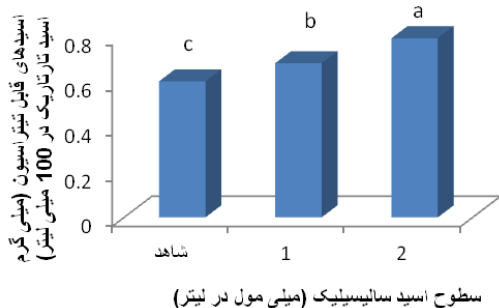 اسیدهای قابل تیتراسیون (میلی گرم
اسید تارتاریک در 100 میلی لیتر)
0.8
0.6
0.4
0.2
0
c
b
a
شاهد
1
2
سطوح اسید سالیسیلیک (میلی مول در لیتر)